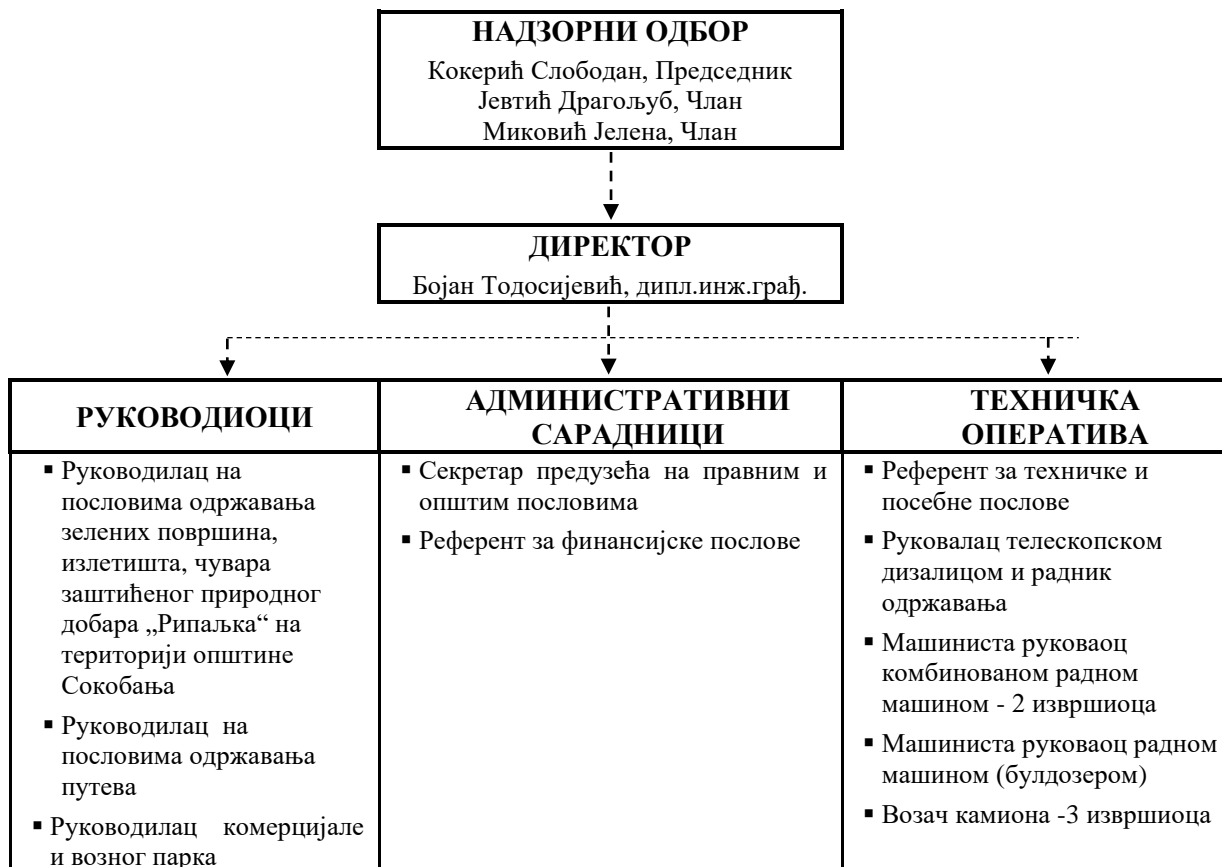 НАДЗОРНИ ОДБОР
Кокерић Слободан, Председник
Јевтић Драгољуб, Члан
Миковић Јелена, Члан
ДИРЕКТОР
Бојан Тодосијевић, дипл.инж.грађ.
РУКОВОДИОЦИ
▪ Руководилац на
пословима одржавања
зелених површина,
излетишта, чувара
заштићеног природног
добара „Рипаљка“ на
територији општине
Сокобања
▪ Руководилац на
пословима одржавања
путева
▪ Руководилац комерцијале
и возног парка
АДМИНИСТРАТИВНИ
САРАДНИЦИ
▪ Секретар предузећа на правним и
општим пословима
▪ Референт за финансијске послове
ТЕХНИЧКА
ОПЕРАТИВА
▪ Референт за техничке и
посебне послове
▪ Руковалац телескопском
дизалицом и радник
одржавања
▪ Машиниста руковаоц
комбинованом радном
машином - 2 извршиоца
▪ Машиниста руковаоц радном
машином (булдозером)
▪ Возач камиона -3 извршиоца